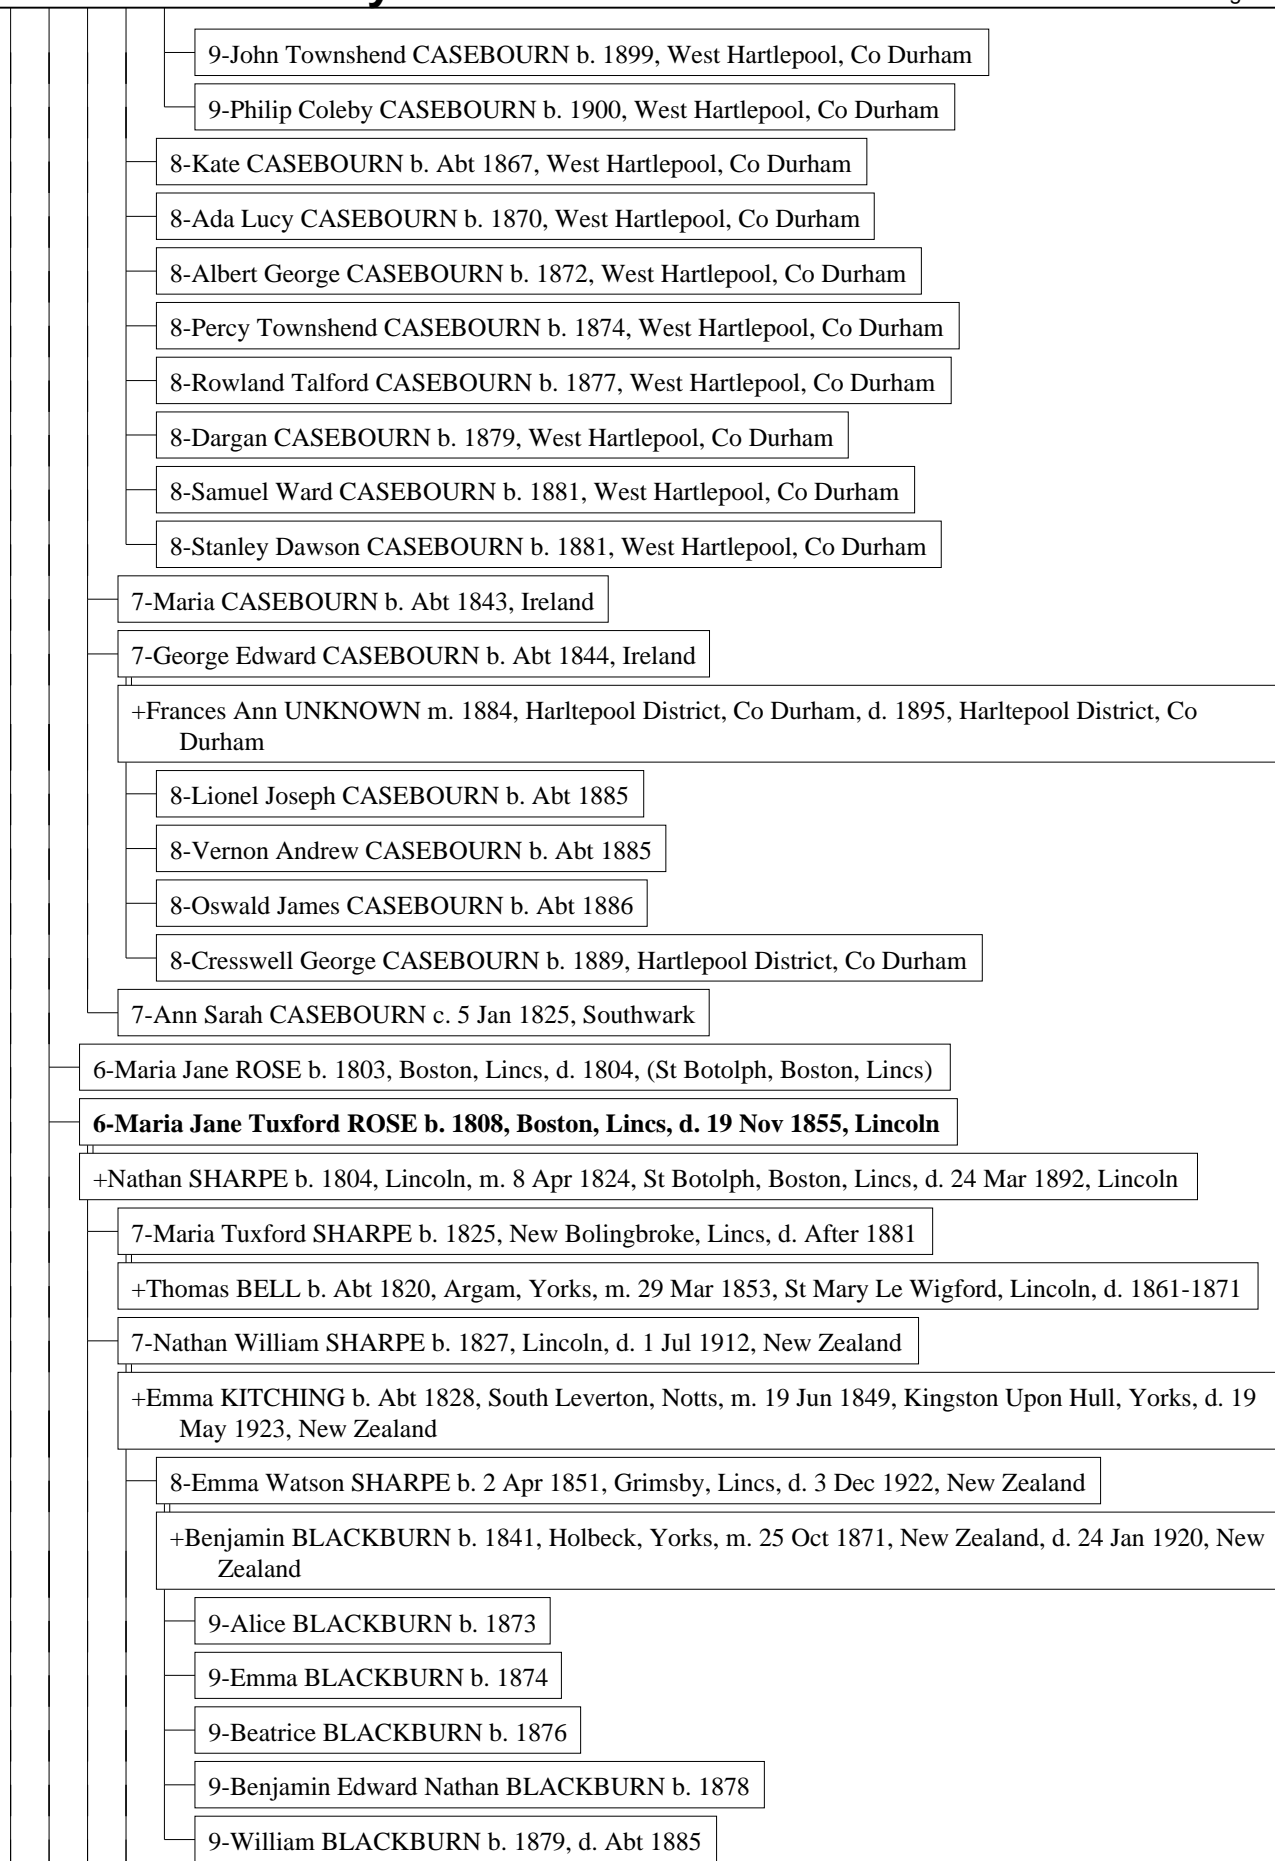 9-John Townshend CASEBOURN b. 1899, West Hartlepool, Co Durham
9-Philip Coleby CASEBOURN b. 1900, West Hartlepool, Co Durham
8-Kate CASEBOURN b. Abt 1867, West Hartlepool, Co Durham
8-Ada Lucy CASEBOURN b. 1870, West Hartlepool, Co Durham
8-Albert George CASEBOURN b. 1872, West Hartlepool, Co Durham
8-Percy Townshend CASEBOURN b. 1874, West Hartlepool, Co Durham
8-Rowland Talford CASEBOURN b. 1877, West Hartlepool, Co Durham
8-Dargan CASEBOURN b. 1879, West Hartlepool, Co Durham
8-Samuel Ward CASEBOURN b. 1881, West Hartlepool, Co Durham
8-Stanley Dawson CASEBOURN b. 1881, West Hartlepool, Co Durham
7-Maria CASEBOURN b. Abt 1843, Ireland
7-George Edward CASEBOURN b. Abt 1844, Ireland
+Frances Ann UNKNOWN m. 1884, Harltepool District, Co Durham, d. 1895, Harltepool District, Co
Durham
8-Lionel Joseph CASEBOURN b. Abt 1885
8-Vernon Andrew CASEBOURN b. Abt 1885
8-Oswald James CASEBOURN b. Abt 1886
8-Cresswell George CASEBOURN b. 1889, Hartlepool District, Co Durham
7-Ann Sarah CASEBOURN c. 5 Jan 1825, Southwark
6-Maria Jane ROSE b. 1803, Boston, Lincs, d. 1804, (St Botolph, Boston, Lincs)
6-Maria Jane Tuxford ROSE b. 1808, Boston, Lincs, d. 19 Nov 1855, Lincoln
+Nathan SHARPE b. 1804, Lincoln, m. 8 Apr 1824, St Botolph, Boston, Lincs, d. 24 Mar 1892, Lincoln
7-Maria Tuxford SHARPE b. 1825, New Bolingbroke, Lincs, d. After 1881
+Thomas BELL b. Abt 1820, Argam, Yorks, m. 29 Mar 1853, St Mary Le Wigford, Lincoln, d. 1861-1871
7-Nathan William SHARPE b. 1827, Lincoln, d. 1 Jul 1912, New Zealand
+Emma KITCHING b. Abt 1828, South Leverton, Notts, m. 19 Jun 1849, Kingston Upon Hull, Yorks, d. 19
May 1923, New Zealand
8-Emma Watson SHARPE b. 2 Apr 1851, Grimsby, Lincs, d. 3 Dec 1922, New Zealand
+Benjamin BLACKBURN b. 1841, Holbeck, Yorks, m. 25 Oct 1871, New Zealand, d. 24 Jan 1920, New
Zealand
9-Alice BLACKBURN b. 1873
9-Emma BLACKBURN b. 1874
9-Beatrice BLACKBURN b. 1876
9-Benjamin Edward Nathan BLACKBURN b. 1878
9-William BLACKBURN b. 1879, d. Abt 1885